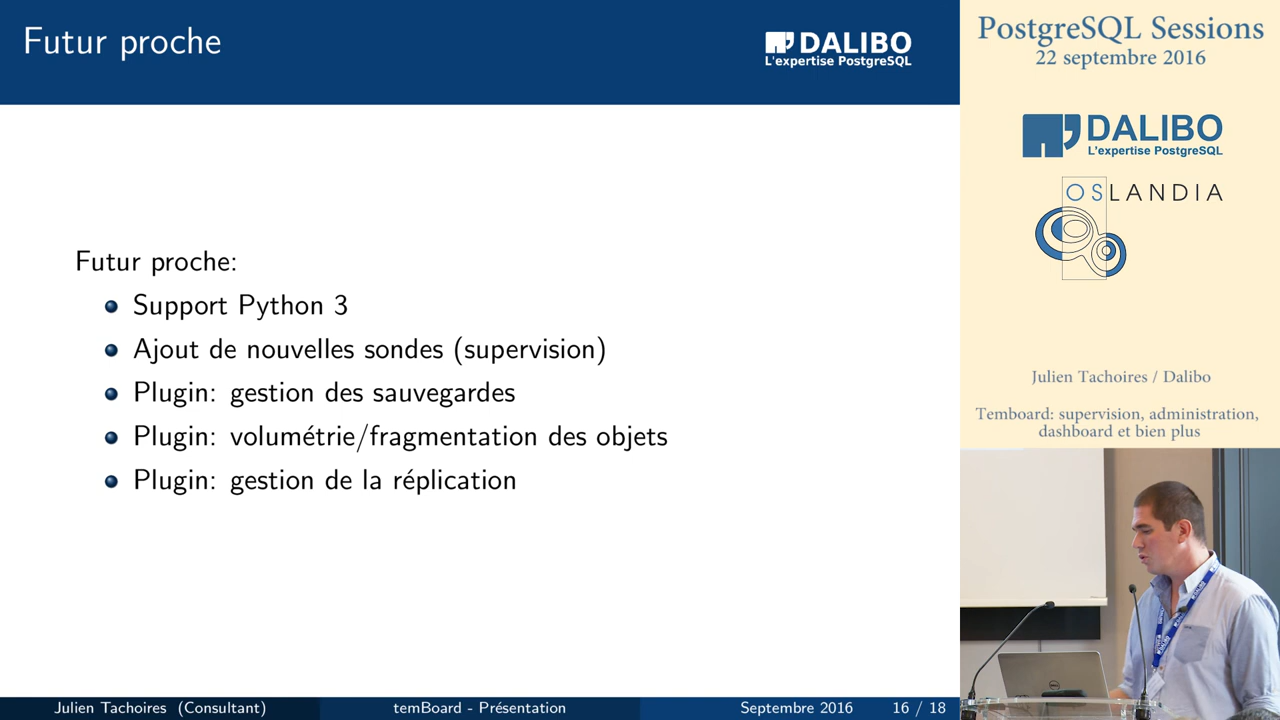 Futur proche
DALIBO
L'expertise PostgreSQL
Futur proche:
Support Python 3
Ajout de nouvelles sondes (supervision)
Plugin: gestion des sauvegardes
Plugin: volumétrie/fragmentation des objets
Plugin: gestion de la réplication
Julien Tachoires (Consultant)
temBoard - Présentation
Septembre 2016
16 / 18
PostgreSQL Sessions
22 septembre 2016
DALIBO
L'expertise PostgreSQL
OSLANDIA
Julien Tachoires / Dalibo
Temboard: supervision, administration,
dashboard et bien plus